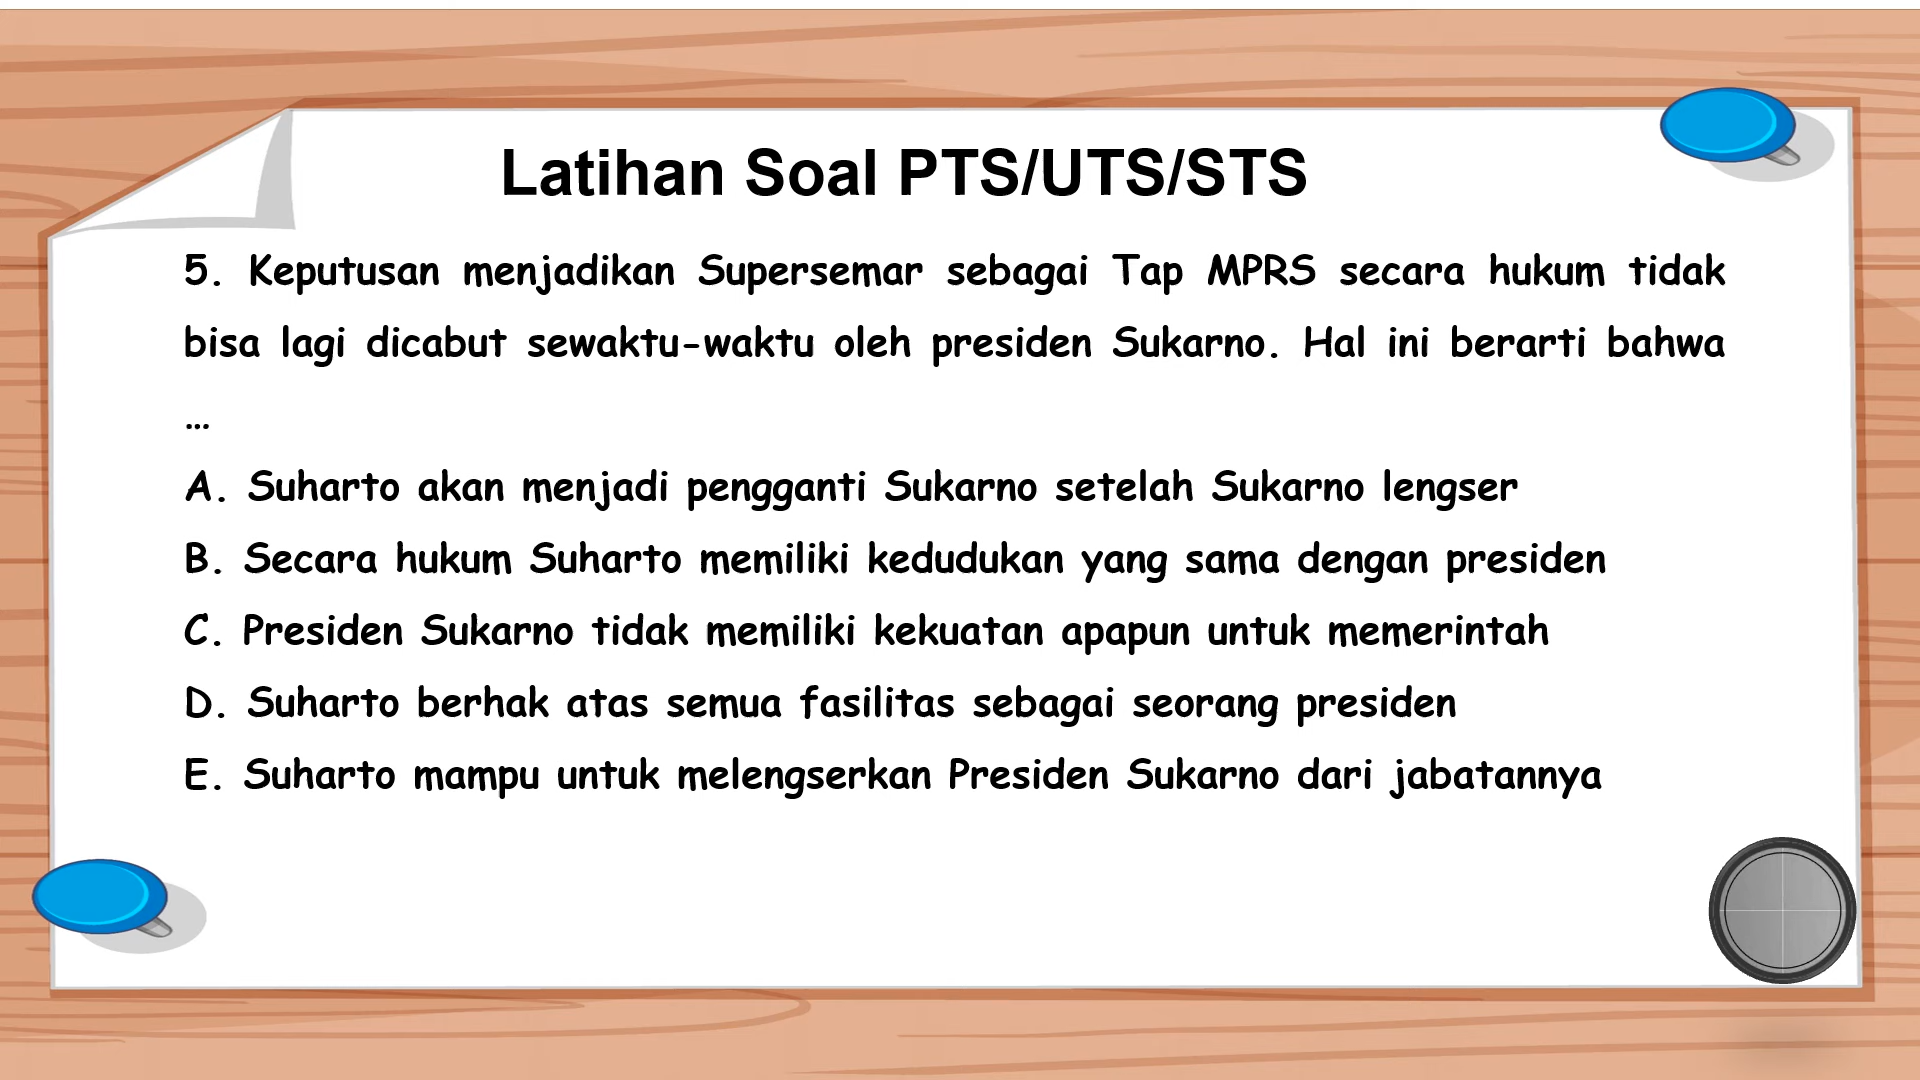 Latihan Soal PTS/UTS/STS
5. Keputusan menjadikan Supersemar sebagai Tap MPRS secara hukum tidak
bisa lagi dicabut sewaktu-waktu oleh presiden Sukarno. Hal ini berarti bahwa
...
A. Suharto akan menjadi pengganti Sukarno setelah Sukarno lengser
B. Secara hukum Suharto memiliki kedudukan yang sama dengan presiden
C. Presiden Sukarno tidak memiliki kekuatan apapun untuk memerintah
D. Suharto berhak atas semua fasilitas sebagai seorang presiden
E. Suharto mampu untuk melengserkan Presiden Sukarno dari jabatannya